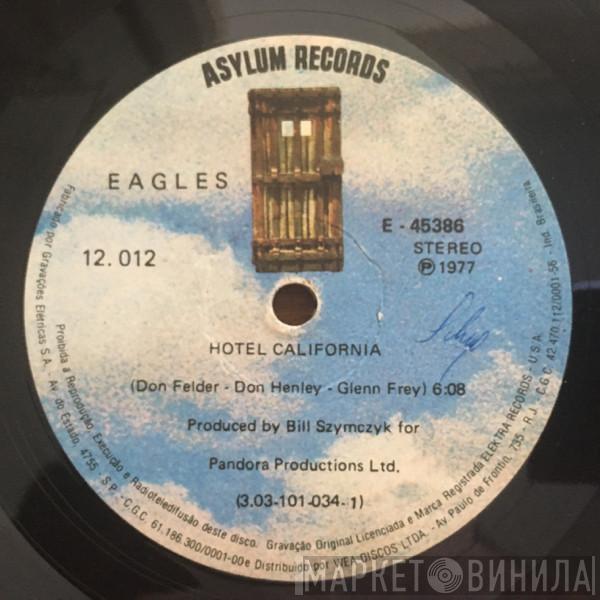 ASYLUM RECORDS
EAGLES
E - 45386
STEREO
12.012
℗ 1977
HOTEL CALIFORNIA
(Don Felder - Don Henley - Glenn Frey) 6:08
Produced by Bill Szymczyk for
Pandora Productions Ltd.
(3.03-101-034-1)
Fabricado por Gravações Elétricas S.A. Av. do Estado, 4755 S.P. - C.G.C. 61.186.300/0001-00 e Distribuido por WEA DISCOS LTDA. - Av. Paulo de Frontin, 735 R.J. C.G.C 42.470.112/0001-56 Ind. Brasileira
Proibida a Reprodução, Execução e Radioteledifusão deste disco. Gravação Original Licenciada e Marca Registrada ELEKTRA RECORDS, U.S.A.
МАРКЕТ ВИНИЛА